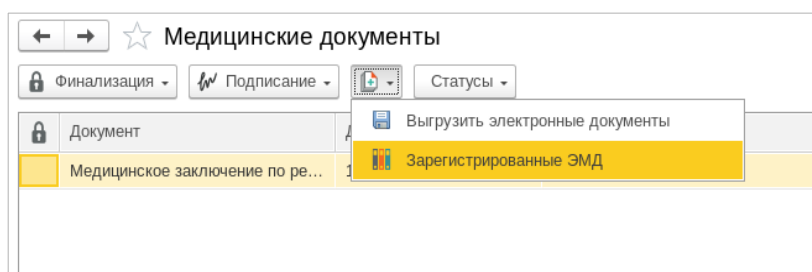 Медицинские документы
Финализация Подписание Статусы
Выгрузить электронные документы
Документ
Зарегистрированные ЭМД
Медицинское заключение по ре...